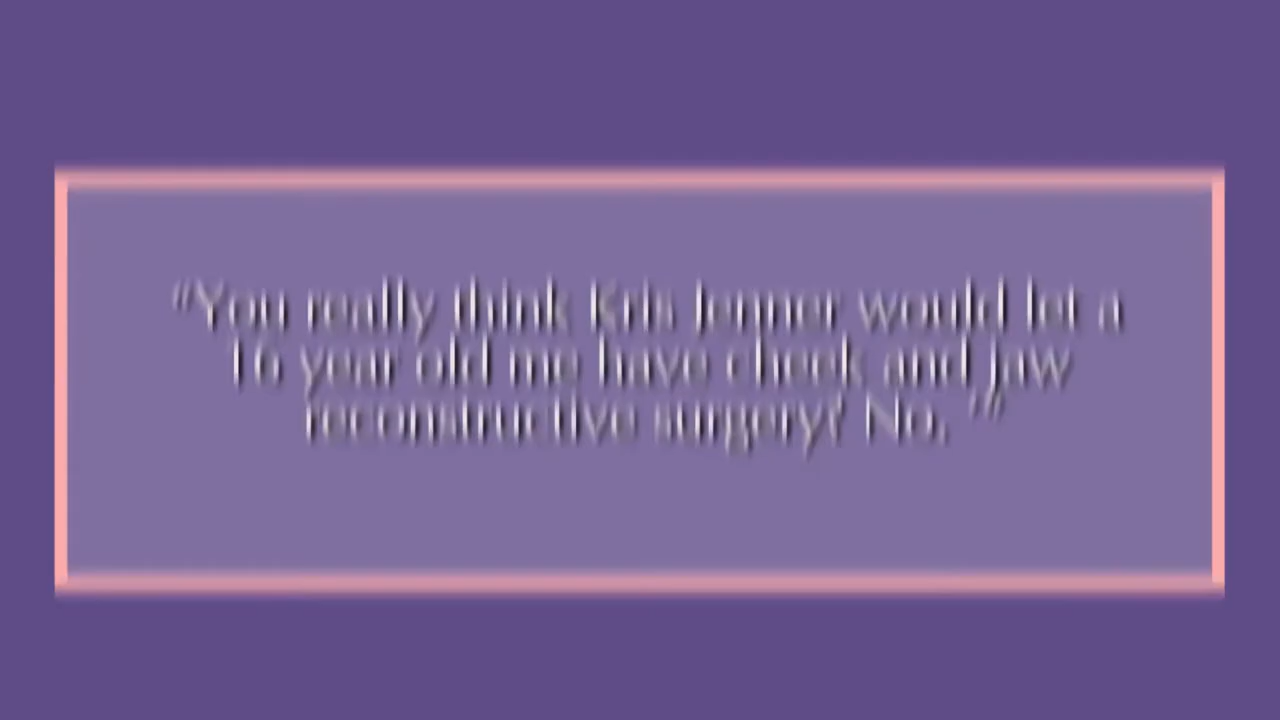 "You really think Kris Jenner would let a
16 year old me have cheek and jaw
reconstructive surgery? No. '"